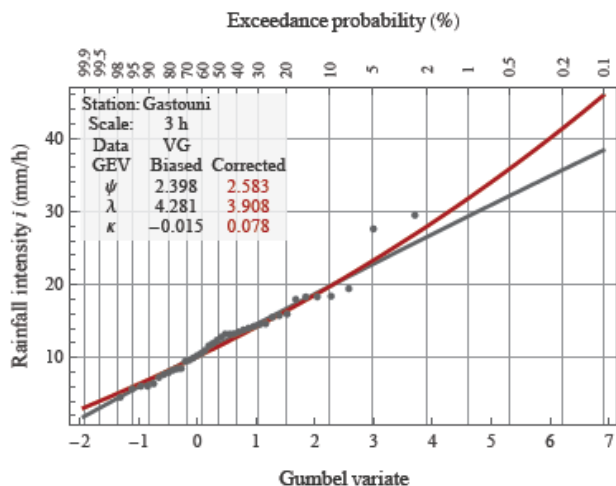 Exceedance probability (%)
99.9 99.5 98 95 90 80 70 60 50 40 30 20 10 5 2 1 0.5 0.2 0.1
Station: Gastouni
Scale: 3 h
Data VG
GEV Biased Corrected
ψ 2.398 2.583
λ 4.281 3.908
κ −0.015 0.078
Rainfall intensity i (mm/h)
40
30
20
10
−2 −1 0 1 2 3 4 5 6 7
Gumbel variate